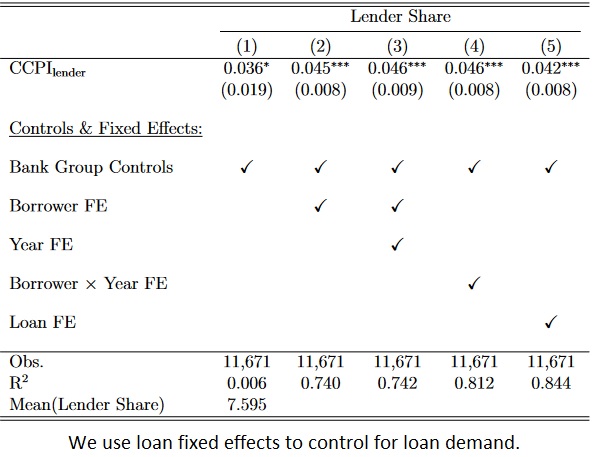 Lender Share
(1) (2) (3) (4) (5)
CCPIlender 0.036* 0.045*** 0.046*** 0.046*** 0.042***
(0.019) (0.008) (0.009) (0.008) (0.008)
Controls & Fixed Effects:
Bank Group Controls ✓ ✓ ✓ ✓ ✓
Borrower FE ✓ ✓
Year FE ✓
Borrower × Year FE ✓
Loan FE ✓
Obs. 11,671 11,671 11,671 11,671 11,671
R² 0.006 0.740 0.742 0.812 0.844
Mean(Lender Share) 7.595
We use loan fixed effects to control for loan demand.